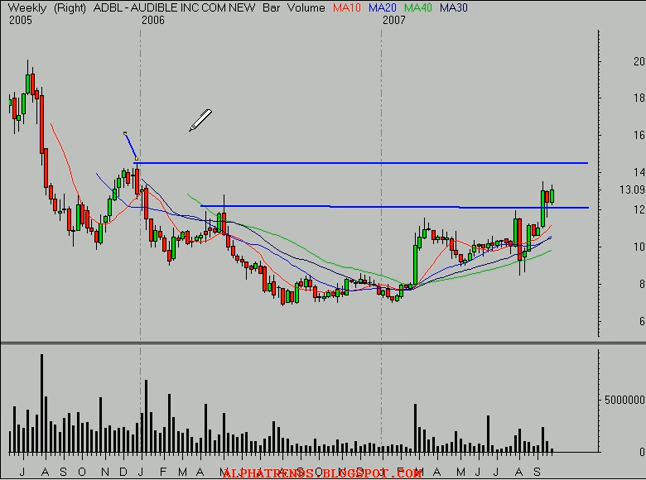 Weekly (Right) ADBL - AUDIBLE INC COM NEW Bar Volume MA10 MA20 MA40 MA30
2005 2006 2007
20
18
16
14
13.09
12
10
8
6
5000000
0
J A S O N D J F M A M J J A S O N D J F M A M J J A S
ALPHATRENDS.BLOGSPOT.COM